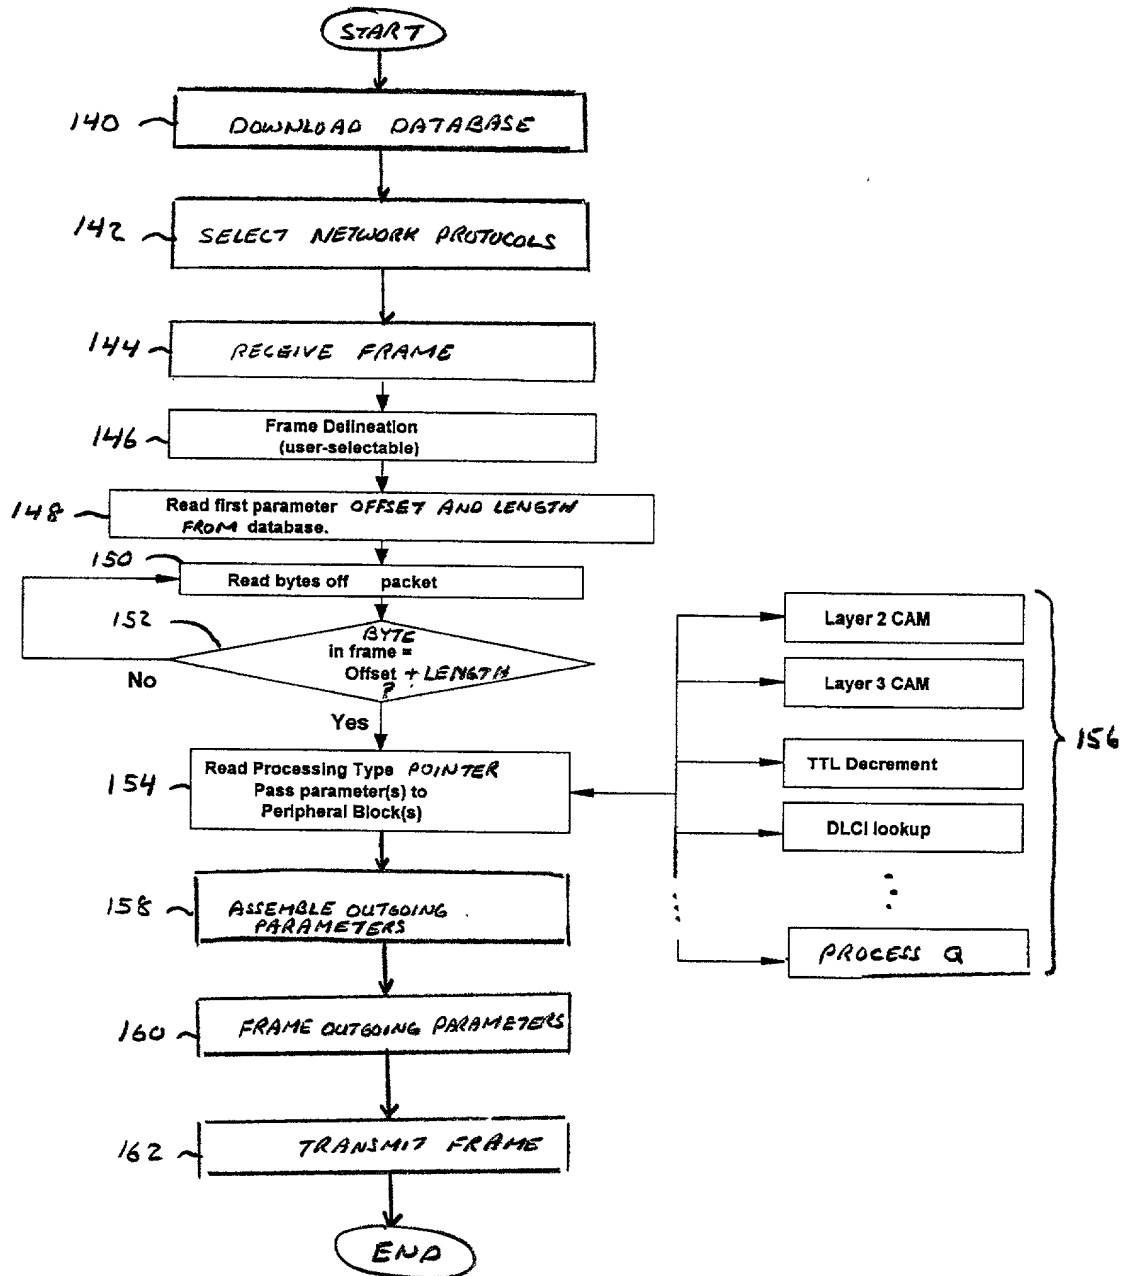 START
140
DOWNLOAD DATABASE
142
SELECT NETWORK PROTOCOLS
144
RECEIVE FRAME
146
Frame Delineation
(user-selectable)
148
Read first parameter OFFSET AND LENGTH
FROM database.
150
Read bytes off packet
152
BYTE
in frame =
Offset + LENGTH
?
No
Yes
154
Read Processing Type POINTER
Pass parameter(s) to
Peripheral Block(s)
Layer 2 CAM
Layer 3 CAM
TTL Decrement
DLCI lookup
PROCESS Q
156
158
ASSEMBLE OUTGOING
PARAMETERS
160
FRAME OUTGOING PARAMETERS
162
TRANSMIT FRAME
END